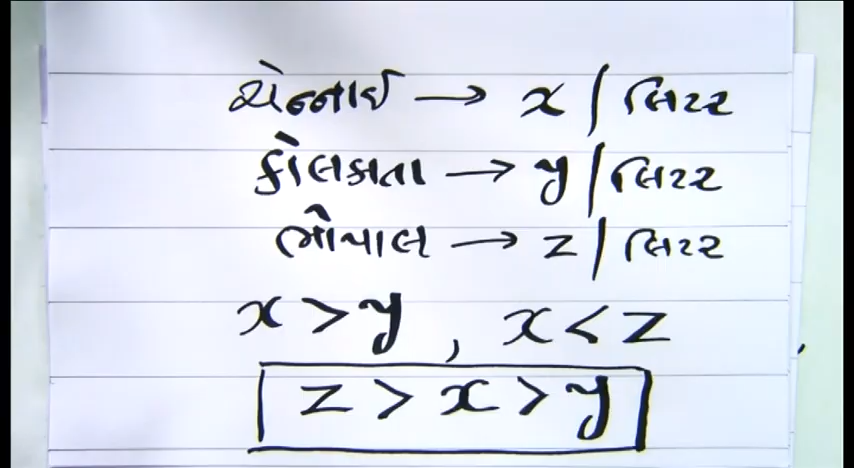 ચેન્નાઈ → x / લિટર
કોલકાતા → y / લિટર
ભોપાલ → z / લિટર
x > y , x < z
z > x > y